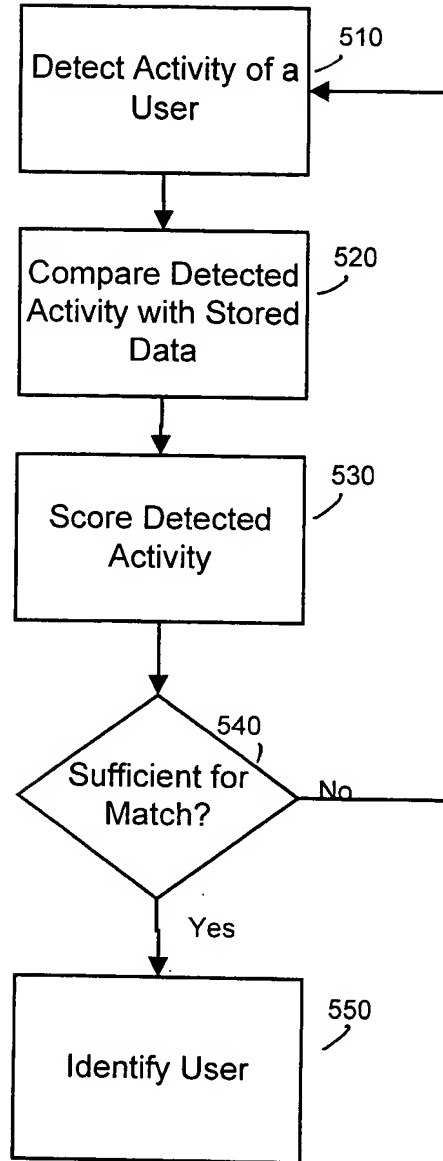 510
Detect Activity of a
User
520
Compare Detected
Activity with Stored
Data
530
Score Detected
Activity
540
Sufficient for
Match?
No
Yes
550
Identify User